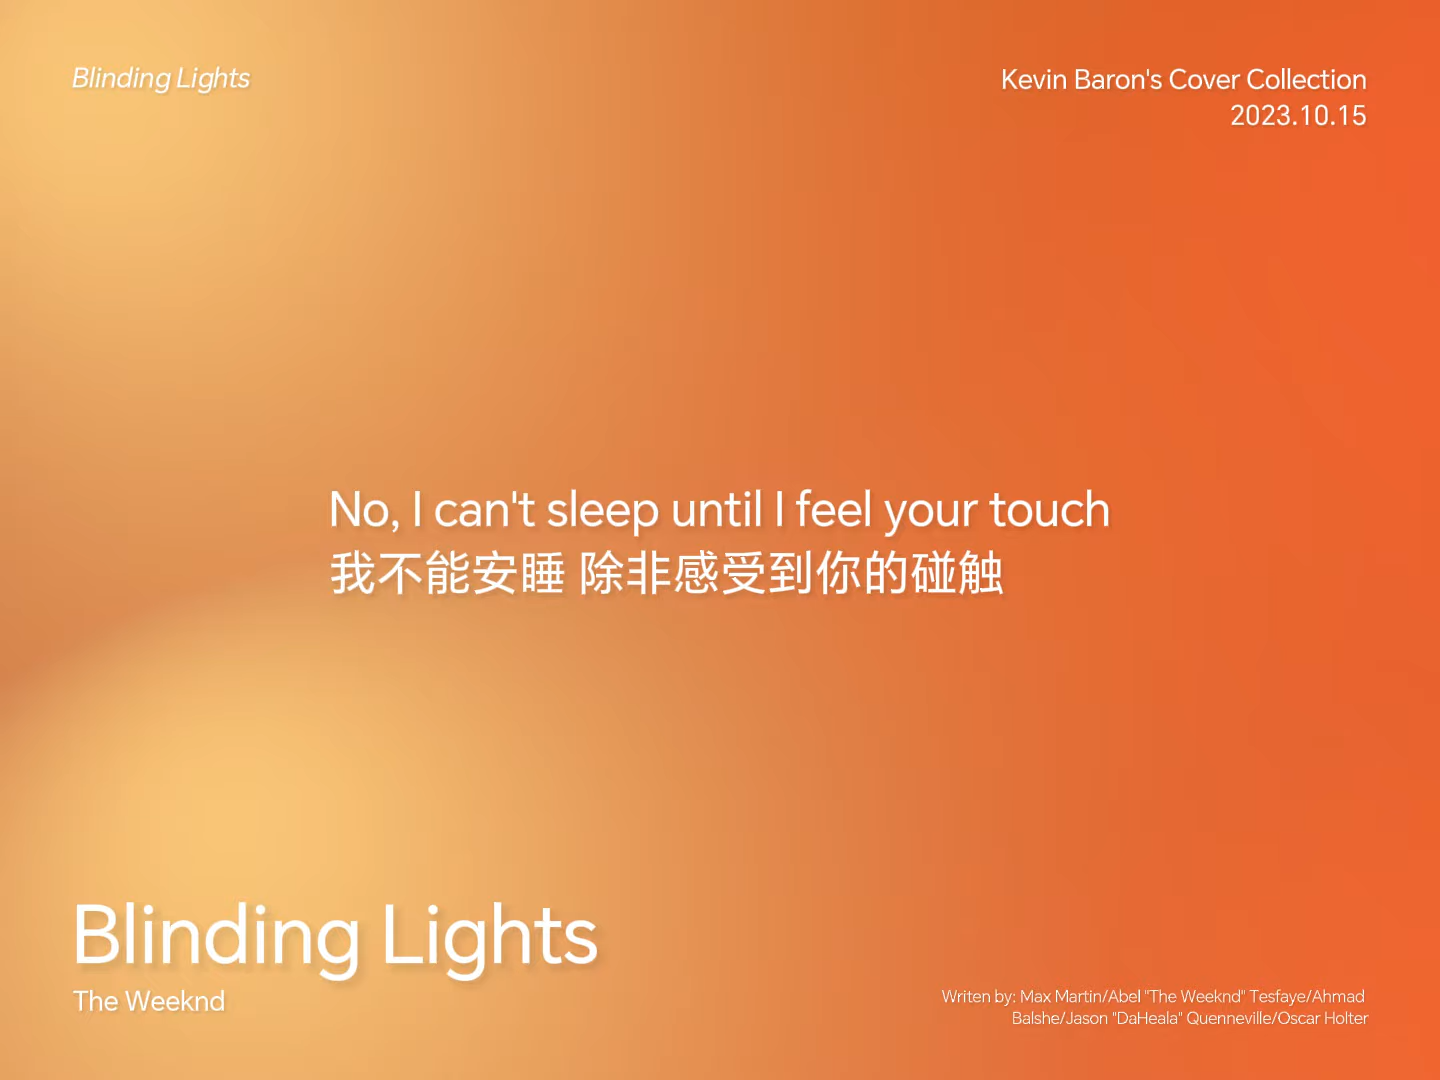 Blinding Lights
Kevin Baron's Cover Collection
2023.10.15
No, I can't sleep until I feel your touch
我不能安睡 除非感受到你的碰触
Blinding Lights
The Weeknd
Writen by: Max Martin/Abel "The Weeknd" Tesfaye/Ahmad
Balshe/Jason "DaHeala" Quenneville/Oscar Holter